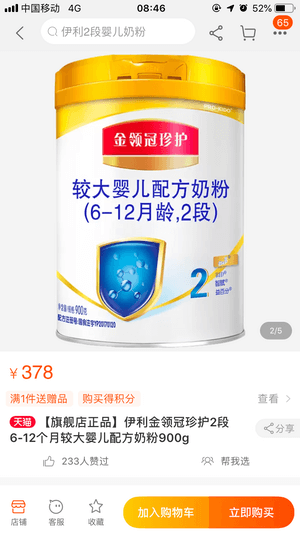 中国移动 4G 08:46 52%
伊利2段婴儿奶粉
65
金领冠珍护
较大婴儿配方奶粉
(6-12月龄,2段)
2
2/5
¥378
满1件送赠品 购买得积分 查看
天猫 【旗舰店正品】伊利金领冠珍护2段
6-12个月较大婴儿配方奶粉900g
分享
233人赞过 帮我选
店铺 客服 收藏 加入购物车 立即购买